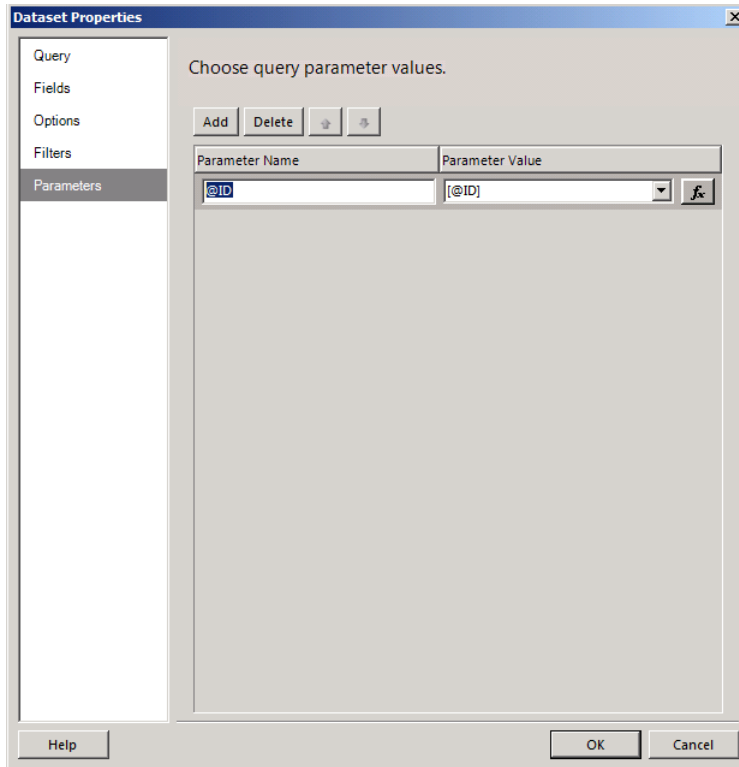 Dataset Properties
Query
Fields
Options
Filters
Parameters
Choose query parameter values.
Add Delete
Parameter Name Parameter Value
@ID [@ID] fx
Help OK Cancel